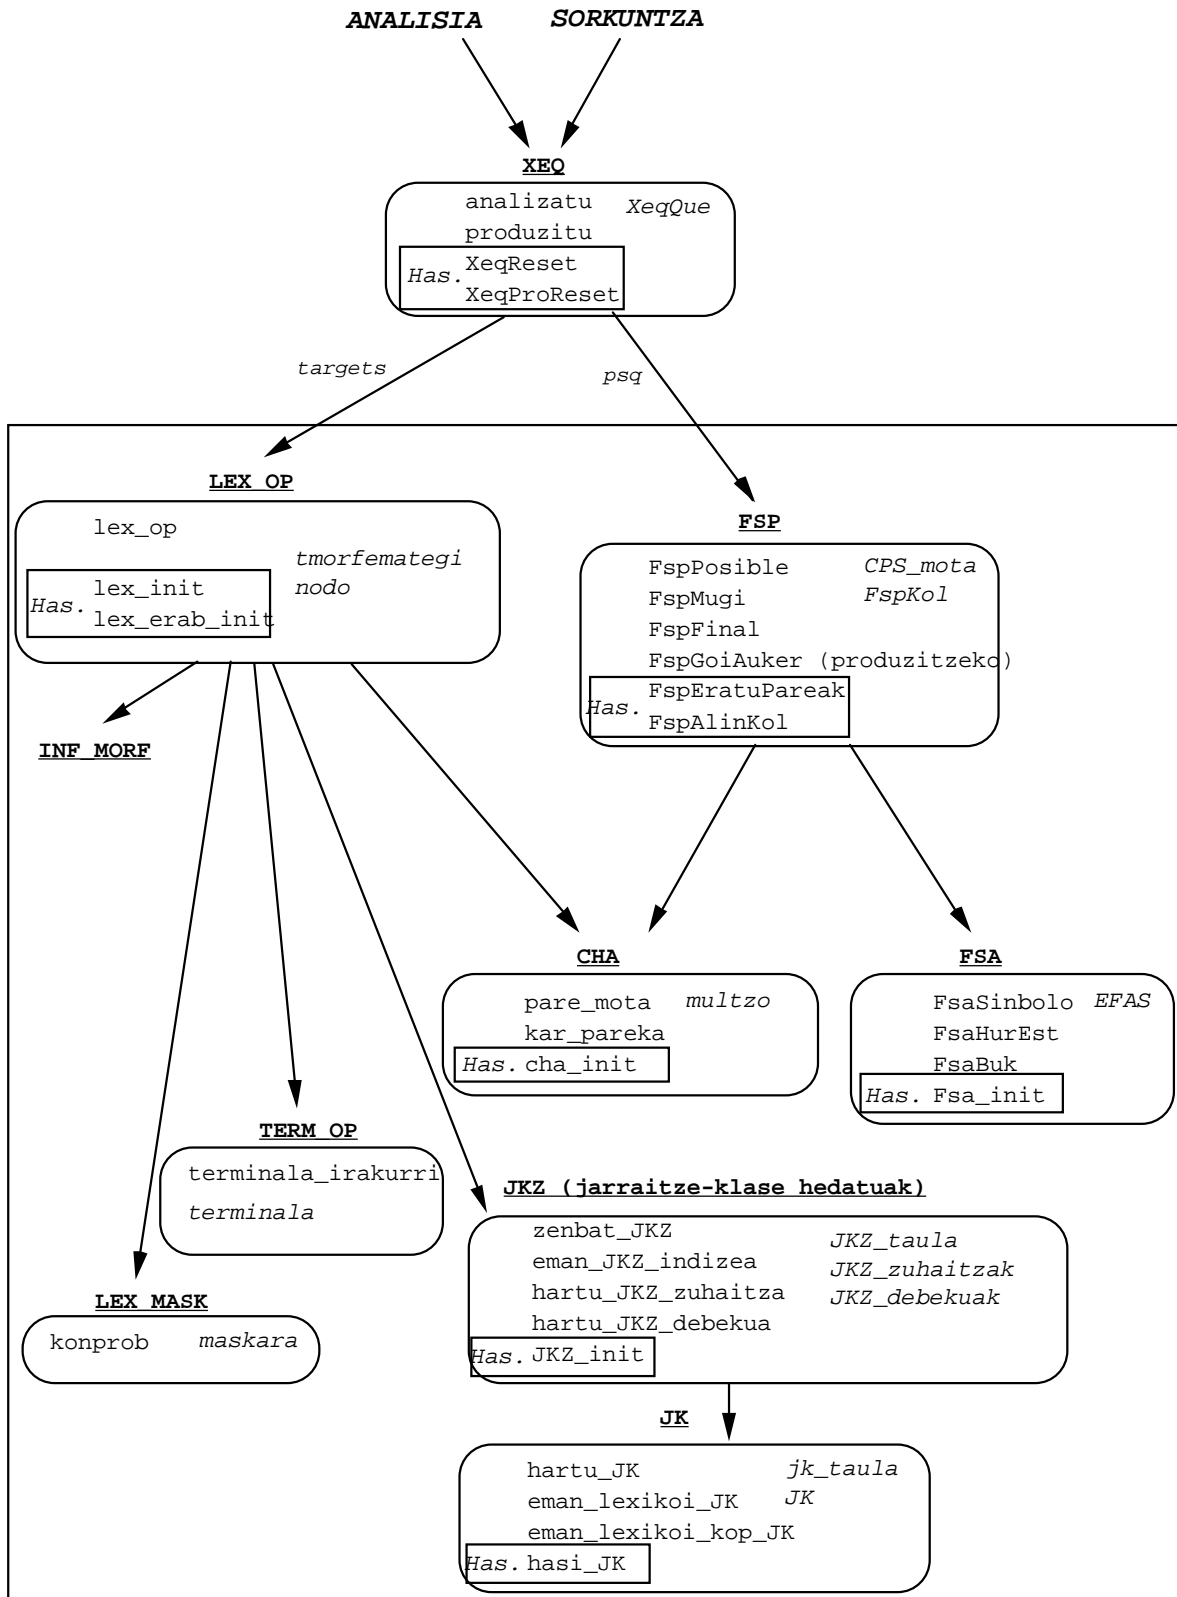 ANALISIA SORKUNTZA
XEQ
analizatu XeqQue
produzitu
Has. XeqReset
XeqProReset
targets psq
LEX_OP
lex_op
tmorfemategi
nodo
Has. lex_init
lex_erab_init
FSP
FspPosible CPS_mota
FspMugi FspKol
FspFinal
FspGoiAuker (produzitzeko)
Has. FspEratuPareak
FspAlinKol
INF_MORF
CHA
pare_mota multzo
kar_pareka
Has. cha_init
FSA
FsaSinbolo EFAS
FsaHurEst
FsaBuk
Has. Fsa_init
TERM_OP
terminala_irakurri
terminala
JKZ (jarraitze-klase hedatuak)
zenbat_JKZ JKZ_taula
eman_JKZ_indizea JKZ_zuhaitzak
hartu_JKZ_zuhaitza JKZ_debekuak
hartu_JKZ_debekua
Has. JKZ_init
LEX_MASK
konprob maskara
JK
hartu_JK jk_taula
eman_lexikoi_JK JK
eman_lexikoi_kop_JK
Has. hasi_JK